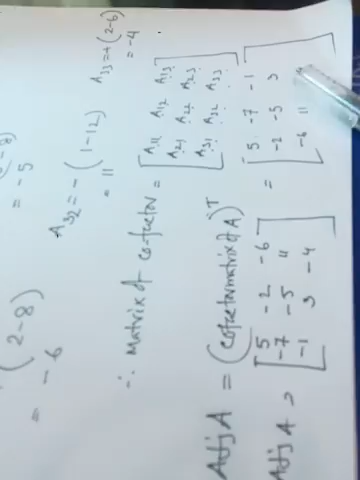 (2-8) -8)
= -6 = -5
A32 = -(1-12) A33 = +(2-6)
= 11 = -4
∴ Matrix of co-factor = [A11 A12 A13
A21 A22 A23
A31 A32 A33]
Adj A = (cofactor matrix of A)T
= [5 -7 -1
-2 -5 3
-6 11]
Adj A = [5 -2 -6
-7 -5 11
-1 3 -4]